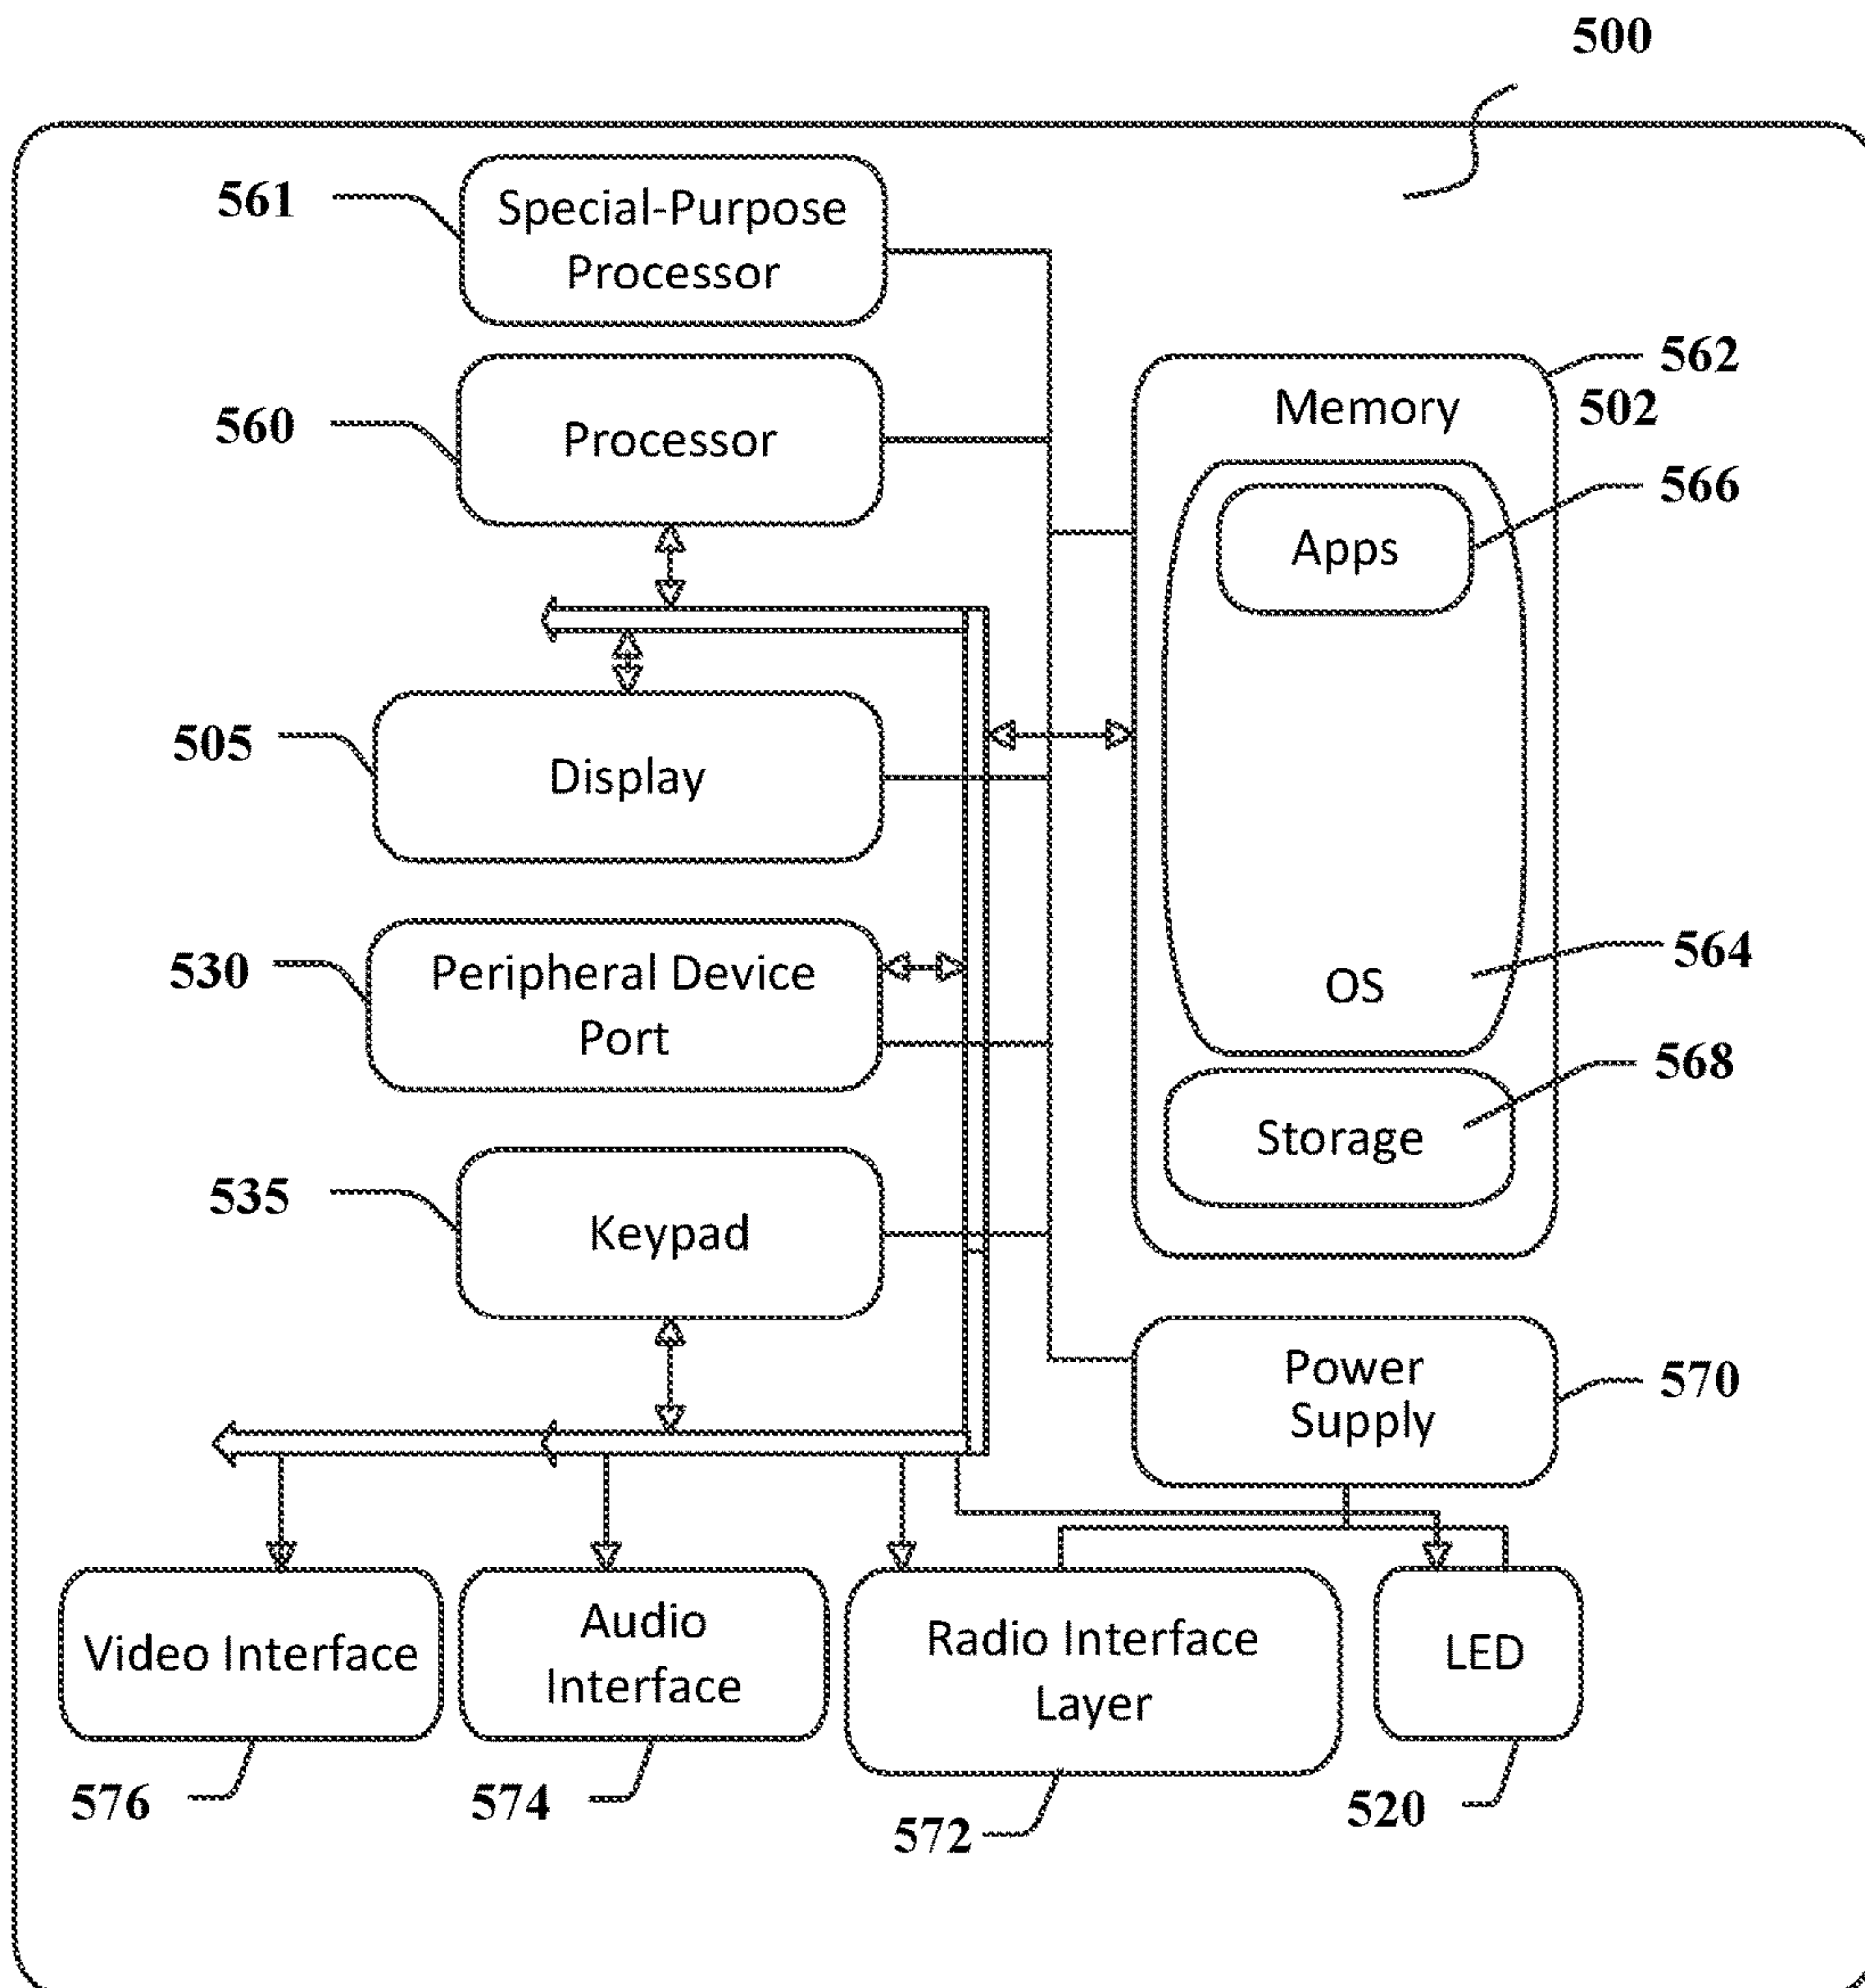 500
561
Special-Purpose
Processor
562
502
Memory
560
Processor
566
Apps
505
Display
530
Peripheral Device
Port
564
OS
568
Storage
535
Keypad
Power
Supply
570
Video Interface
Audio
Interface
Radio Interface
Layer
LED
576
574
572
520